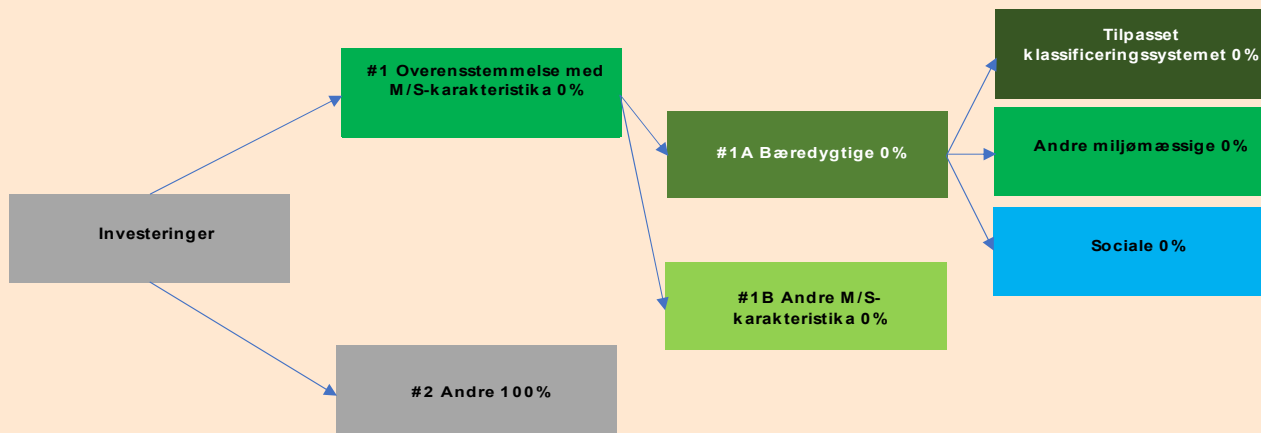 Investeringer
#1 Overensstemmelse med
M/S-karakteristika 0%
#2 Andre 100%
#1A Bæredygtige 0%
#1B Andre M/S-
karakteristika 0%
Tilpasset
klassificeringssystemet 0%
Andre miljømæssige 0%
Sociale 0%